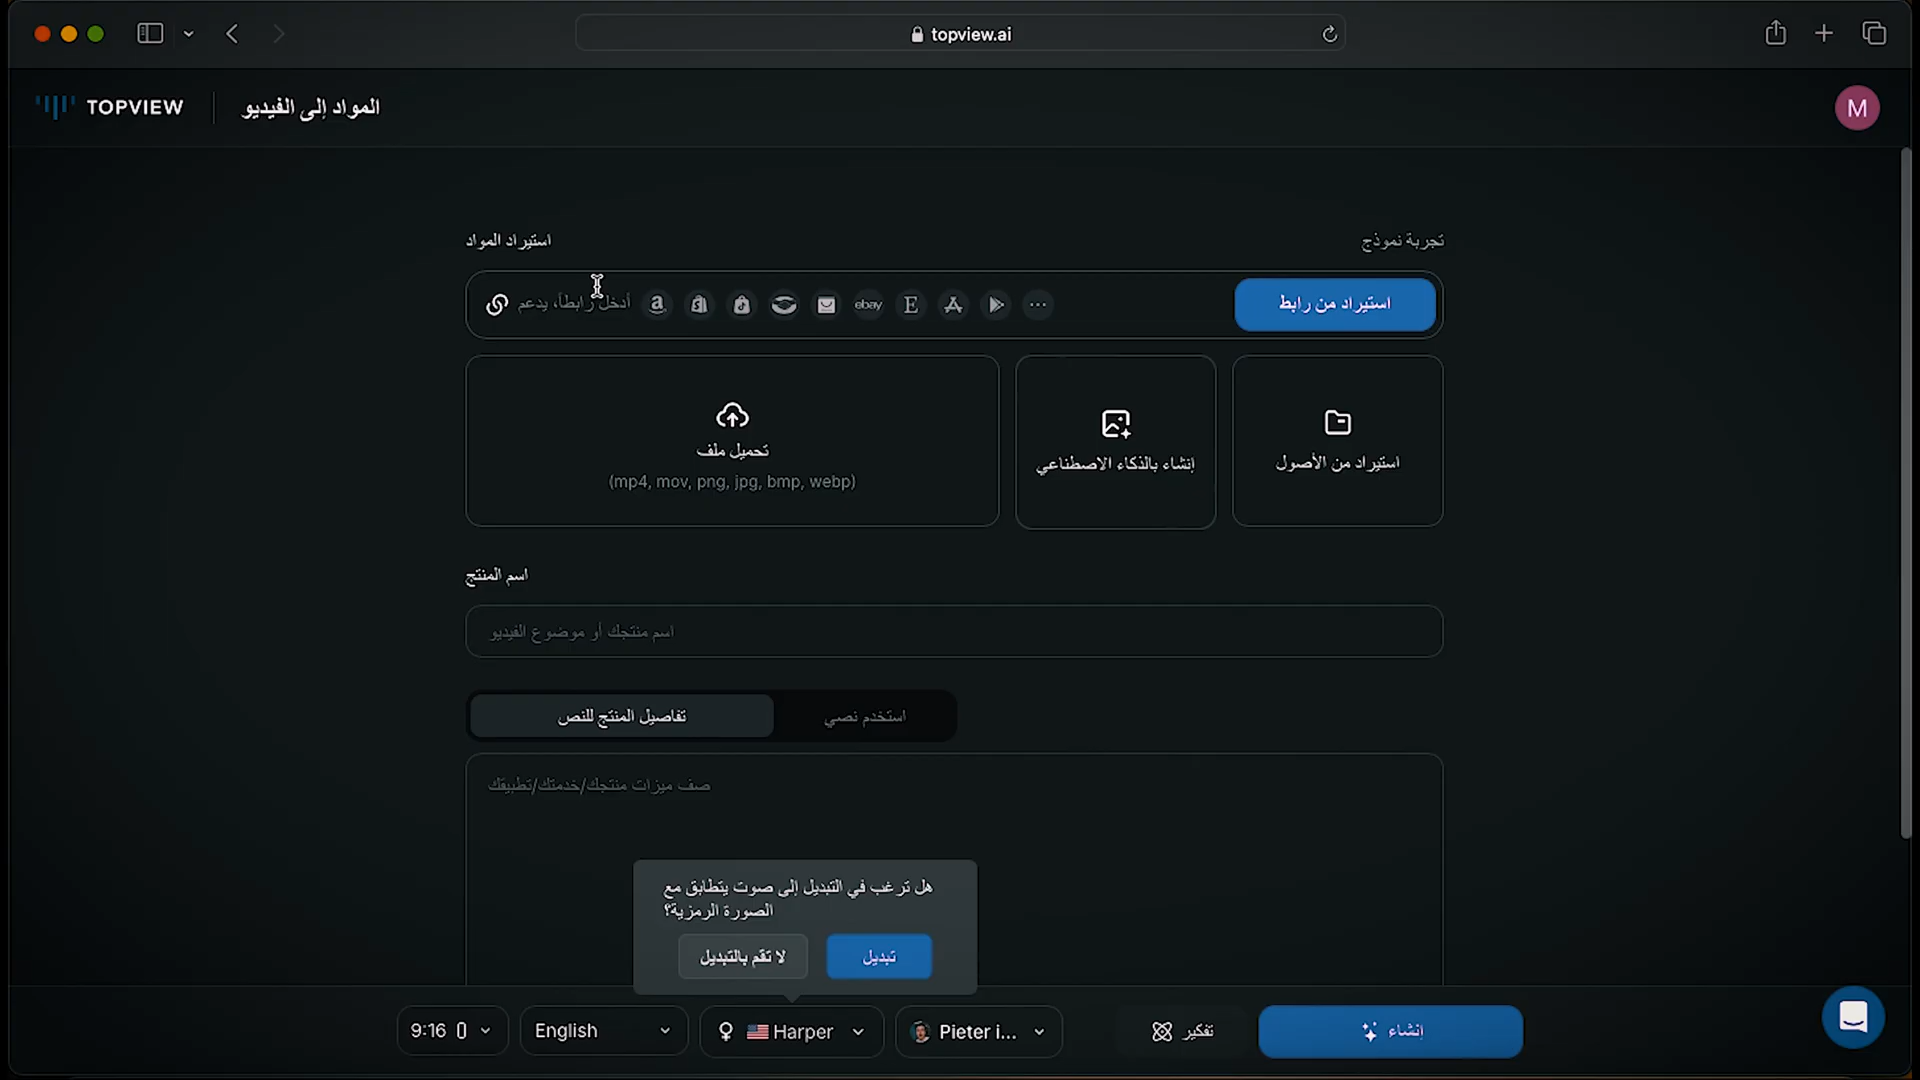 topview.ai
TOPVIEW
المواد إلى الفيديو
M
استيراد المواد
تجربة نموذج
أدخل رابطاً، يدعم
ebay
استيراد من رابط
تحميل ملف
(mp4, mov, png, jpg, bmp, webp)
إنشاء بالذكاء الاصطناعي
استيراد من الأصول
اسم المنتج
اسم منتجك أو موضوع الفيديو
تفاصيل المنتج للنص
استخدم نصي
صف ميزات منتجك/خدمتك/تطبيقك
هل ترغب في التبديل إلى صوت يتطابق مع
الصورة الرمزية؟
لا تقم بالتبديل
تبديل
9:16
English
Harper
Pieter i...
تفكير
إنشاء